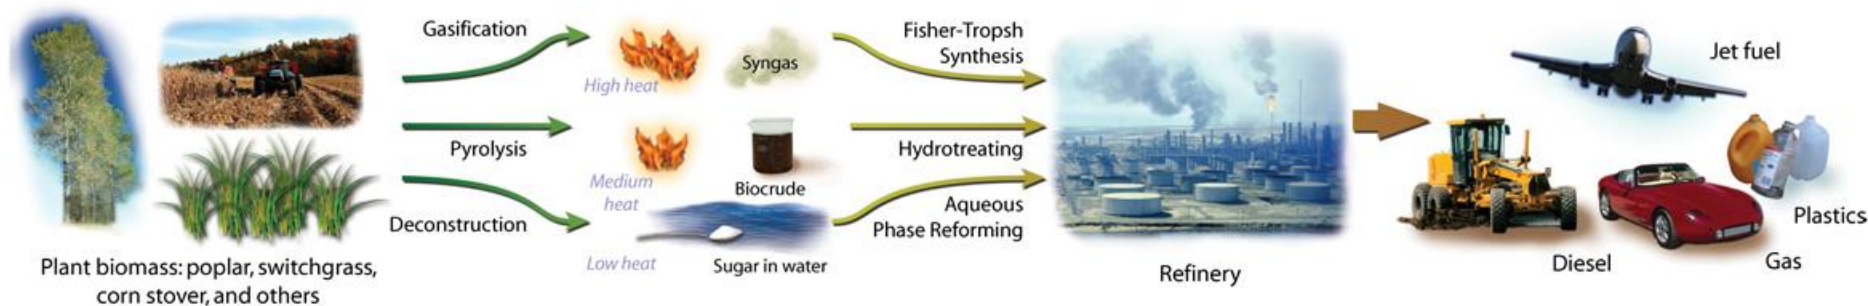 Plant biomass: poplar, switchgrass,
corn stover, and others
Gasification
Pyrolysis
Deconstruction
High heat
Syngas
Medium
heat
Biocrude
Low heat
Sugar in water
Fisher-Tropsh
Synthesis
Hydrotreating
Aqueous
Phase Reforming
Refinery
Jet fuel
Plastics
Diesel
Gas